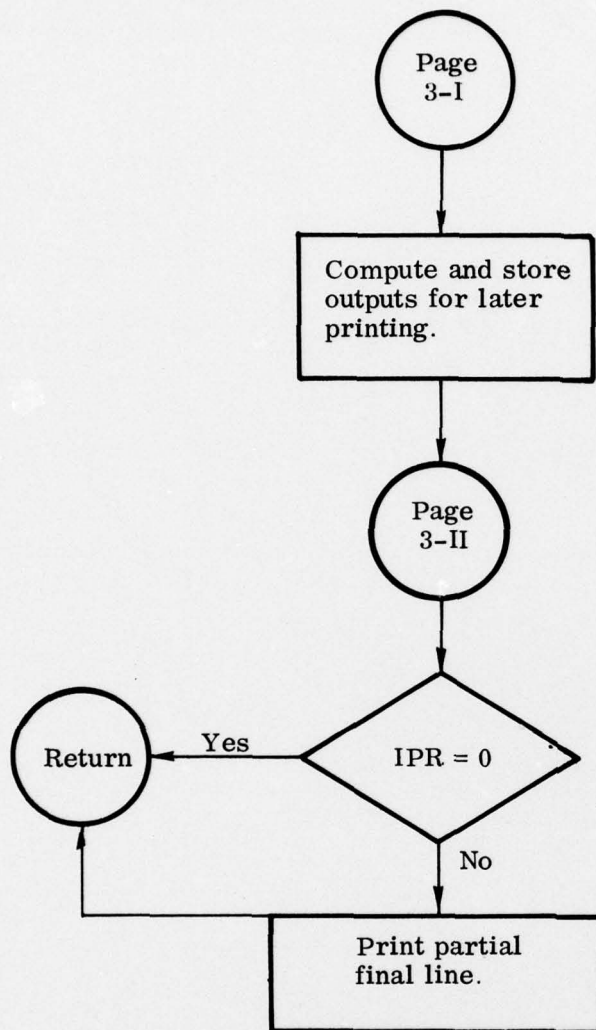 Page
3-I
Compute and store
outputs for later
printing.
Page
3-II
Return
Yes
IPR = 0
No
Print partial
final line.